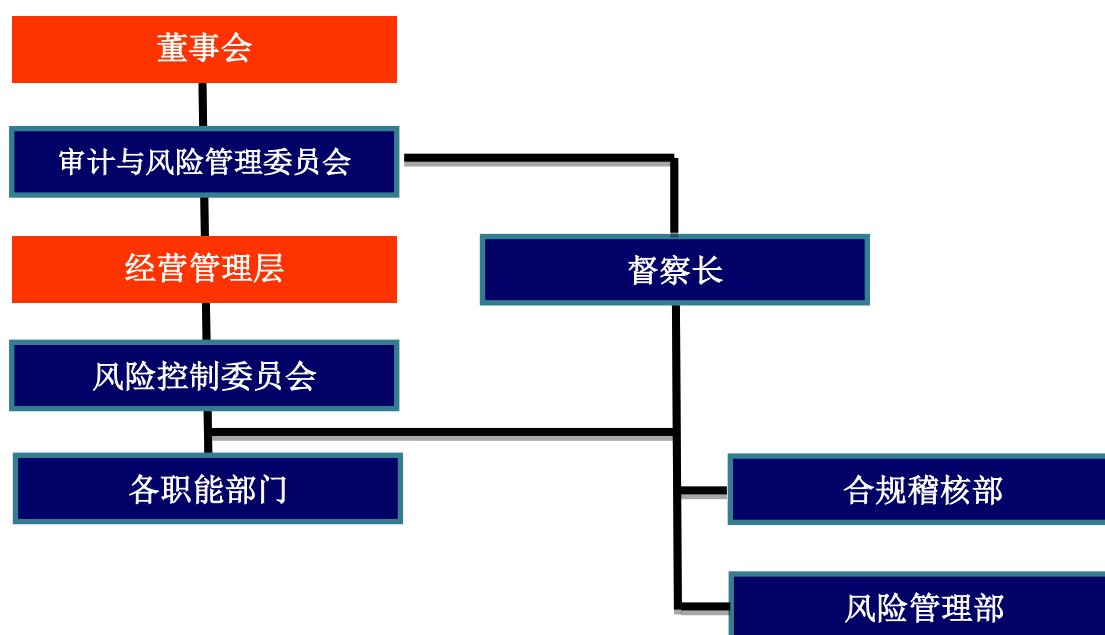 董事会
审计与风险管理委员会
经营管理层
督察长
风险控制委员会
各职能部门
合规稽核部
风险管理部